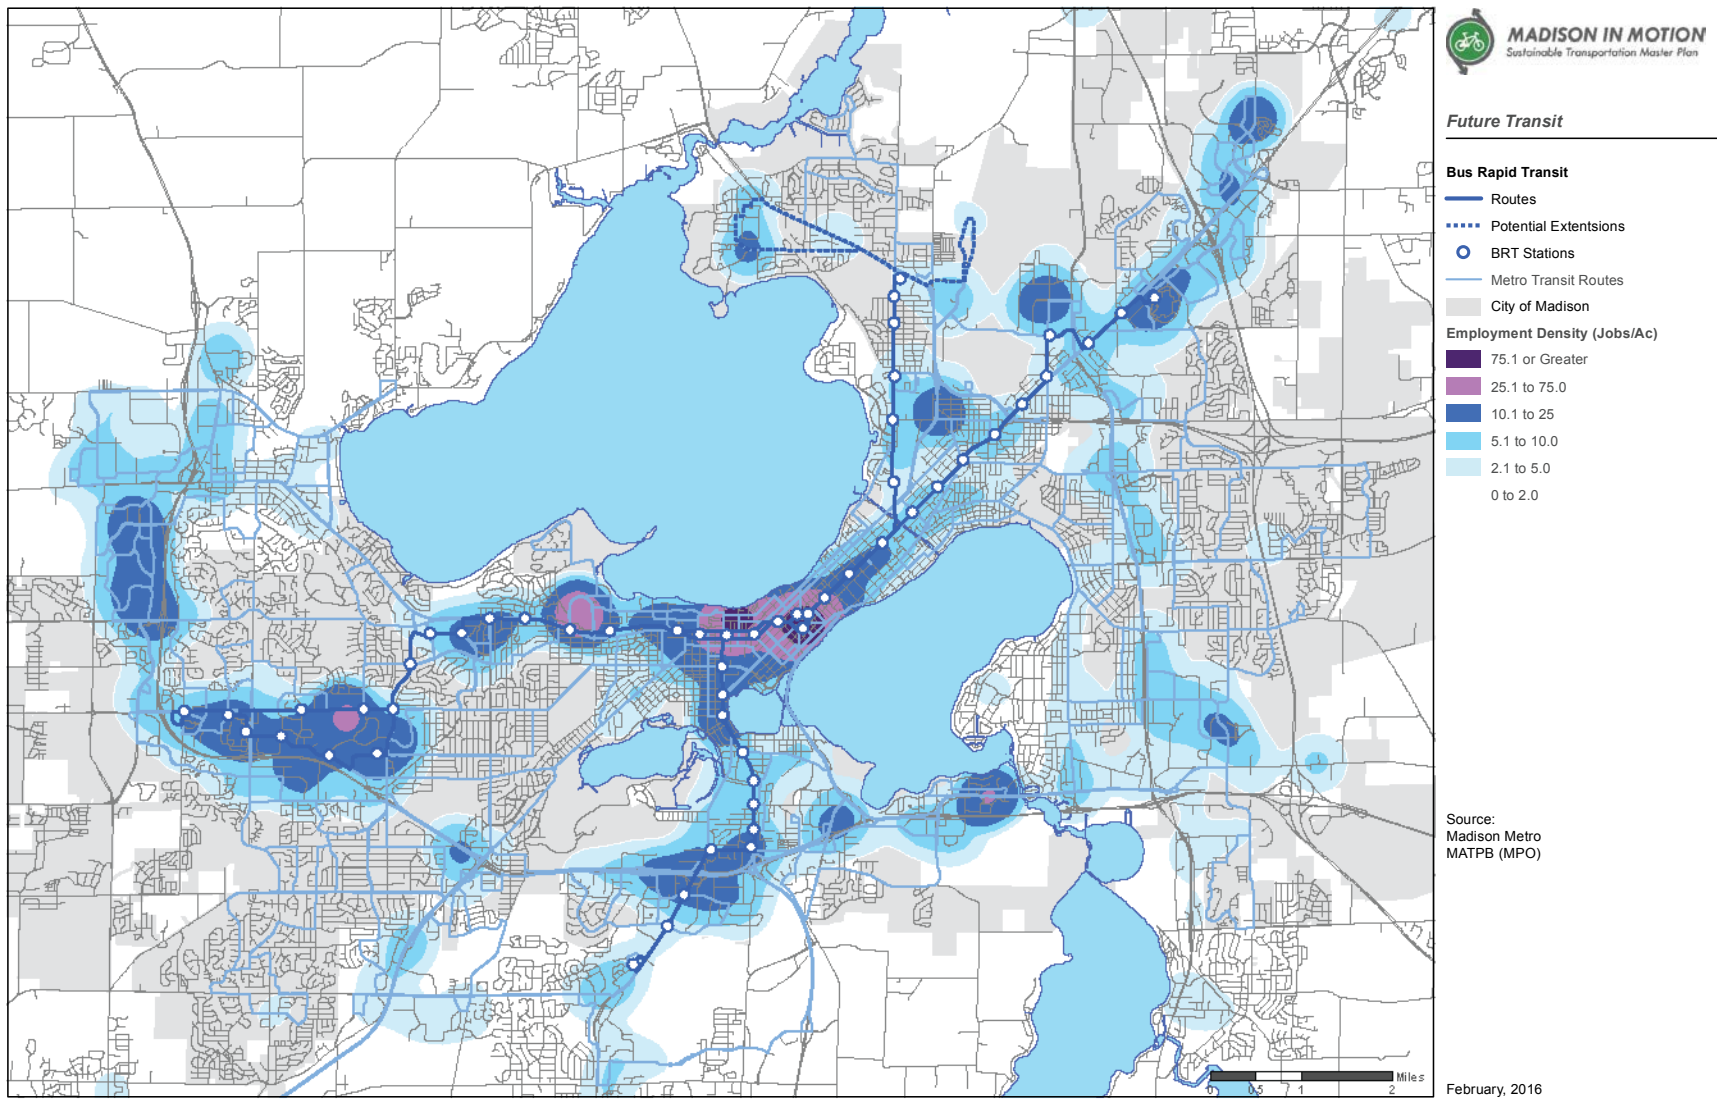 MADISON IN MOTION
Sustainable Transportation Master Plan
Future Transit
Bus Rapid Transit
Routes
Potential Extentsions
BRT Stations
Metro Transit Routes
City of Madison
Employment Density (Jobs/Ac)
75.1 or Greater
25.1 to 75.0
10.1 to 25
5.1 to 10.0
2.1 to 5.0
0 to 2.0
Source:
Madison Metro
MATPB (MPO)
Miles
0 0.5 1 2
February, 2016